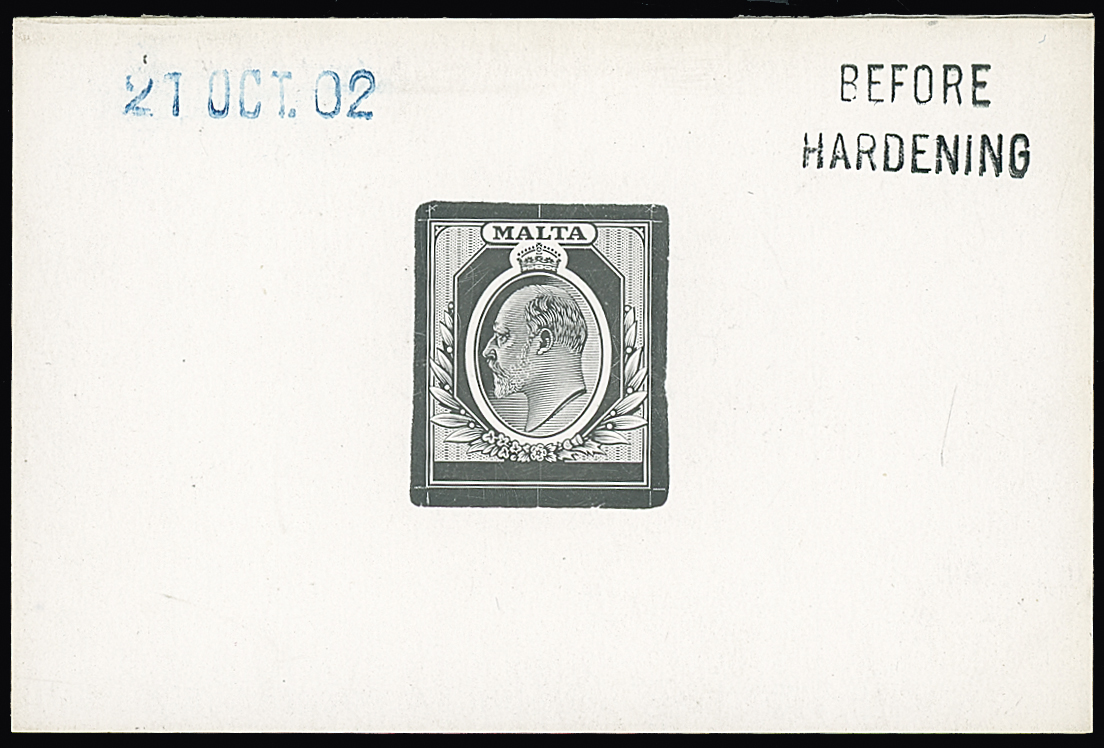 21 OCT. 02
BEFORE
HARDENING
MALTA